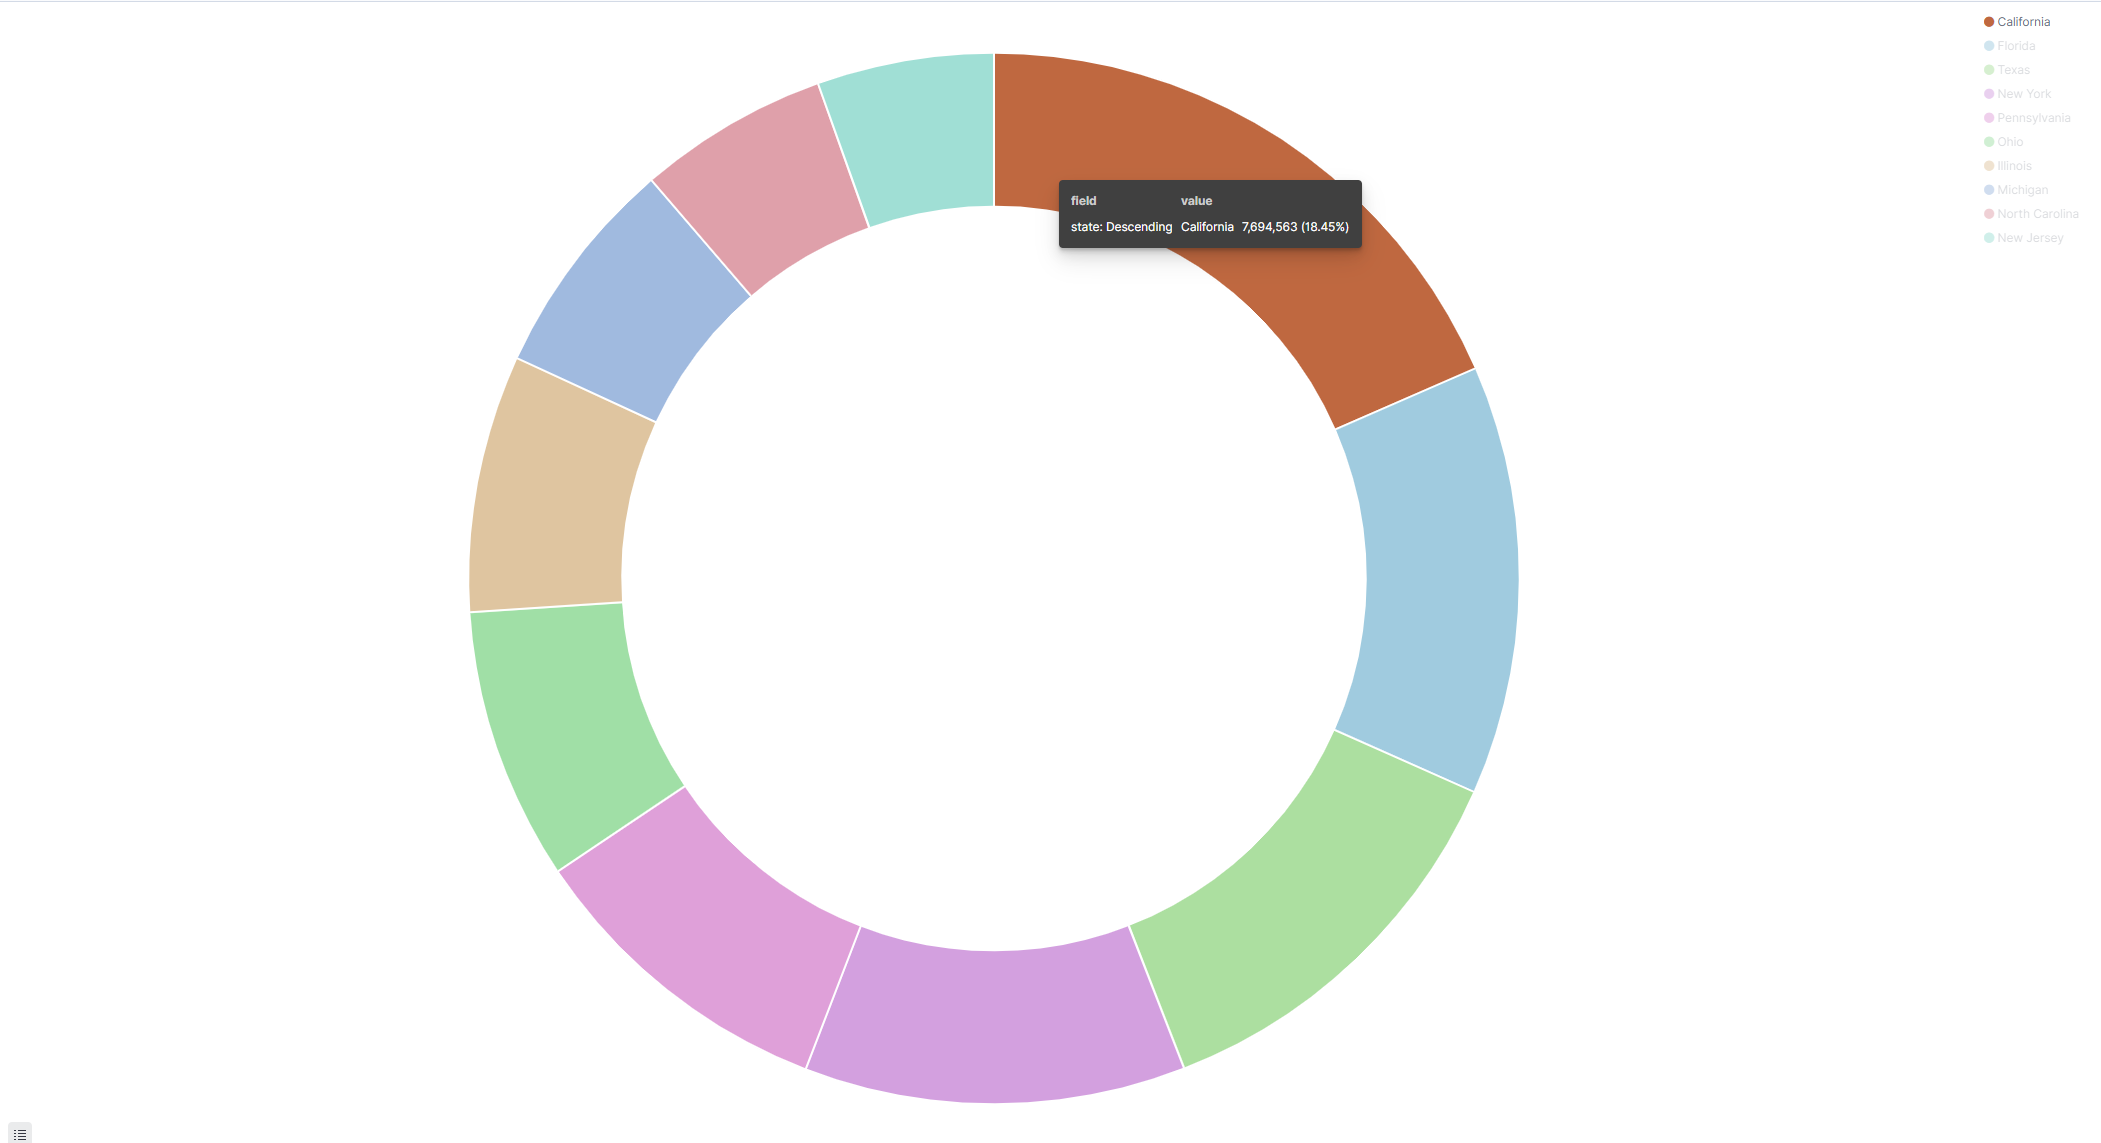 California
Florida
Texas
New York
Pennsylvania
Ohio
Illinois
Michigan
North Carolina
New Jersey
field value
state: Descending California 7,694,563 (18.45%)